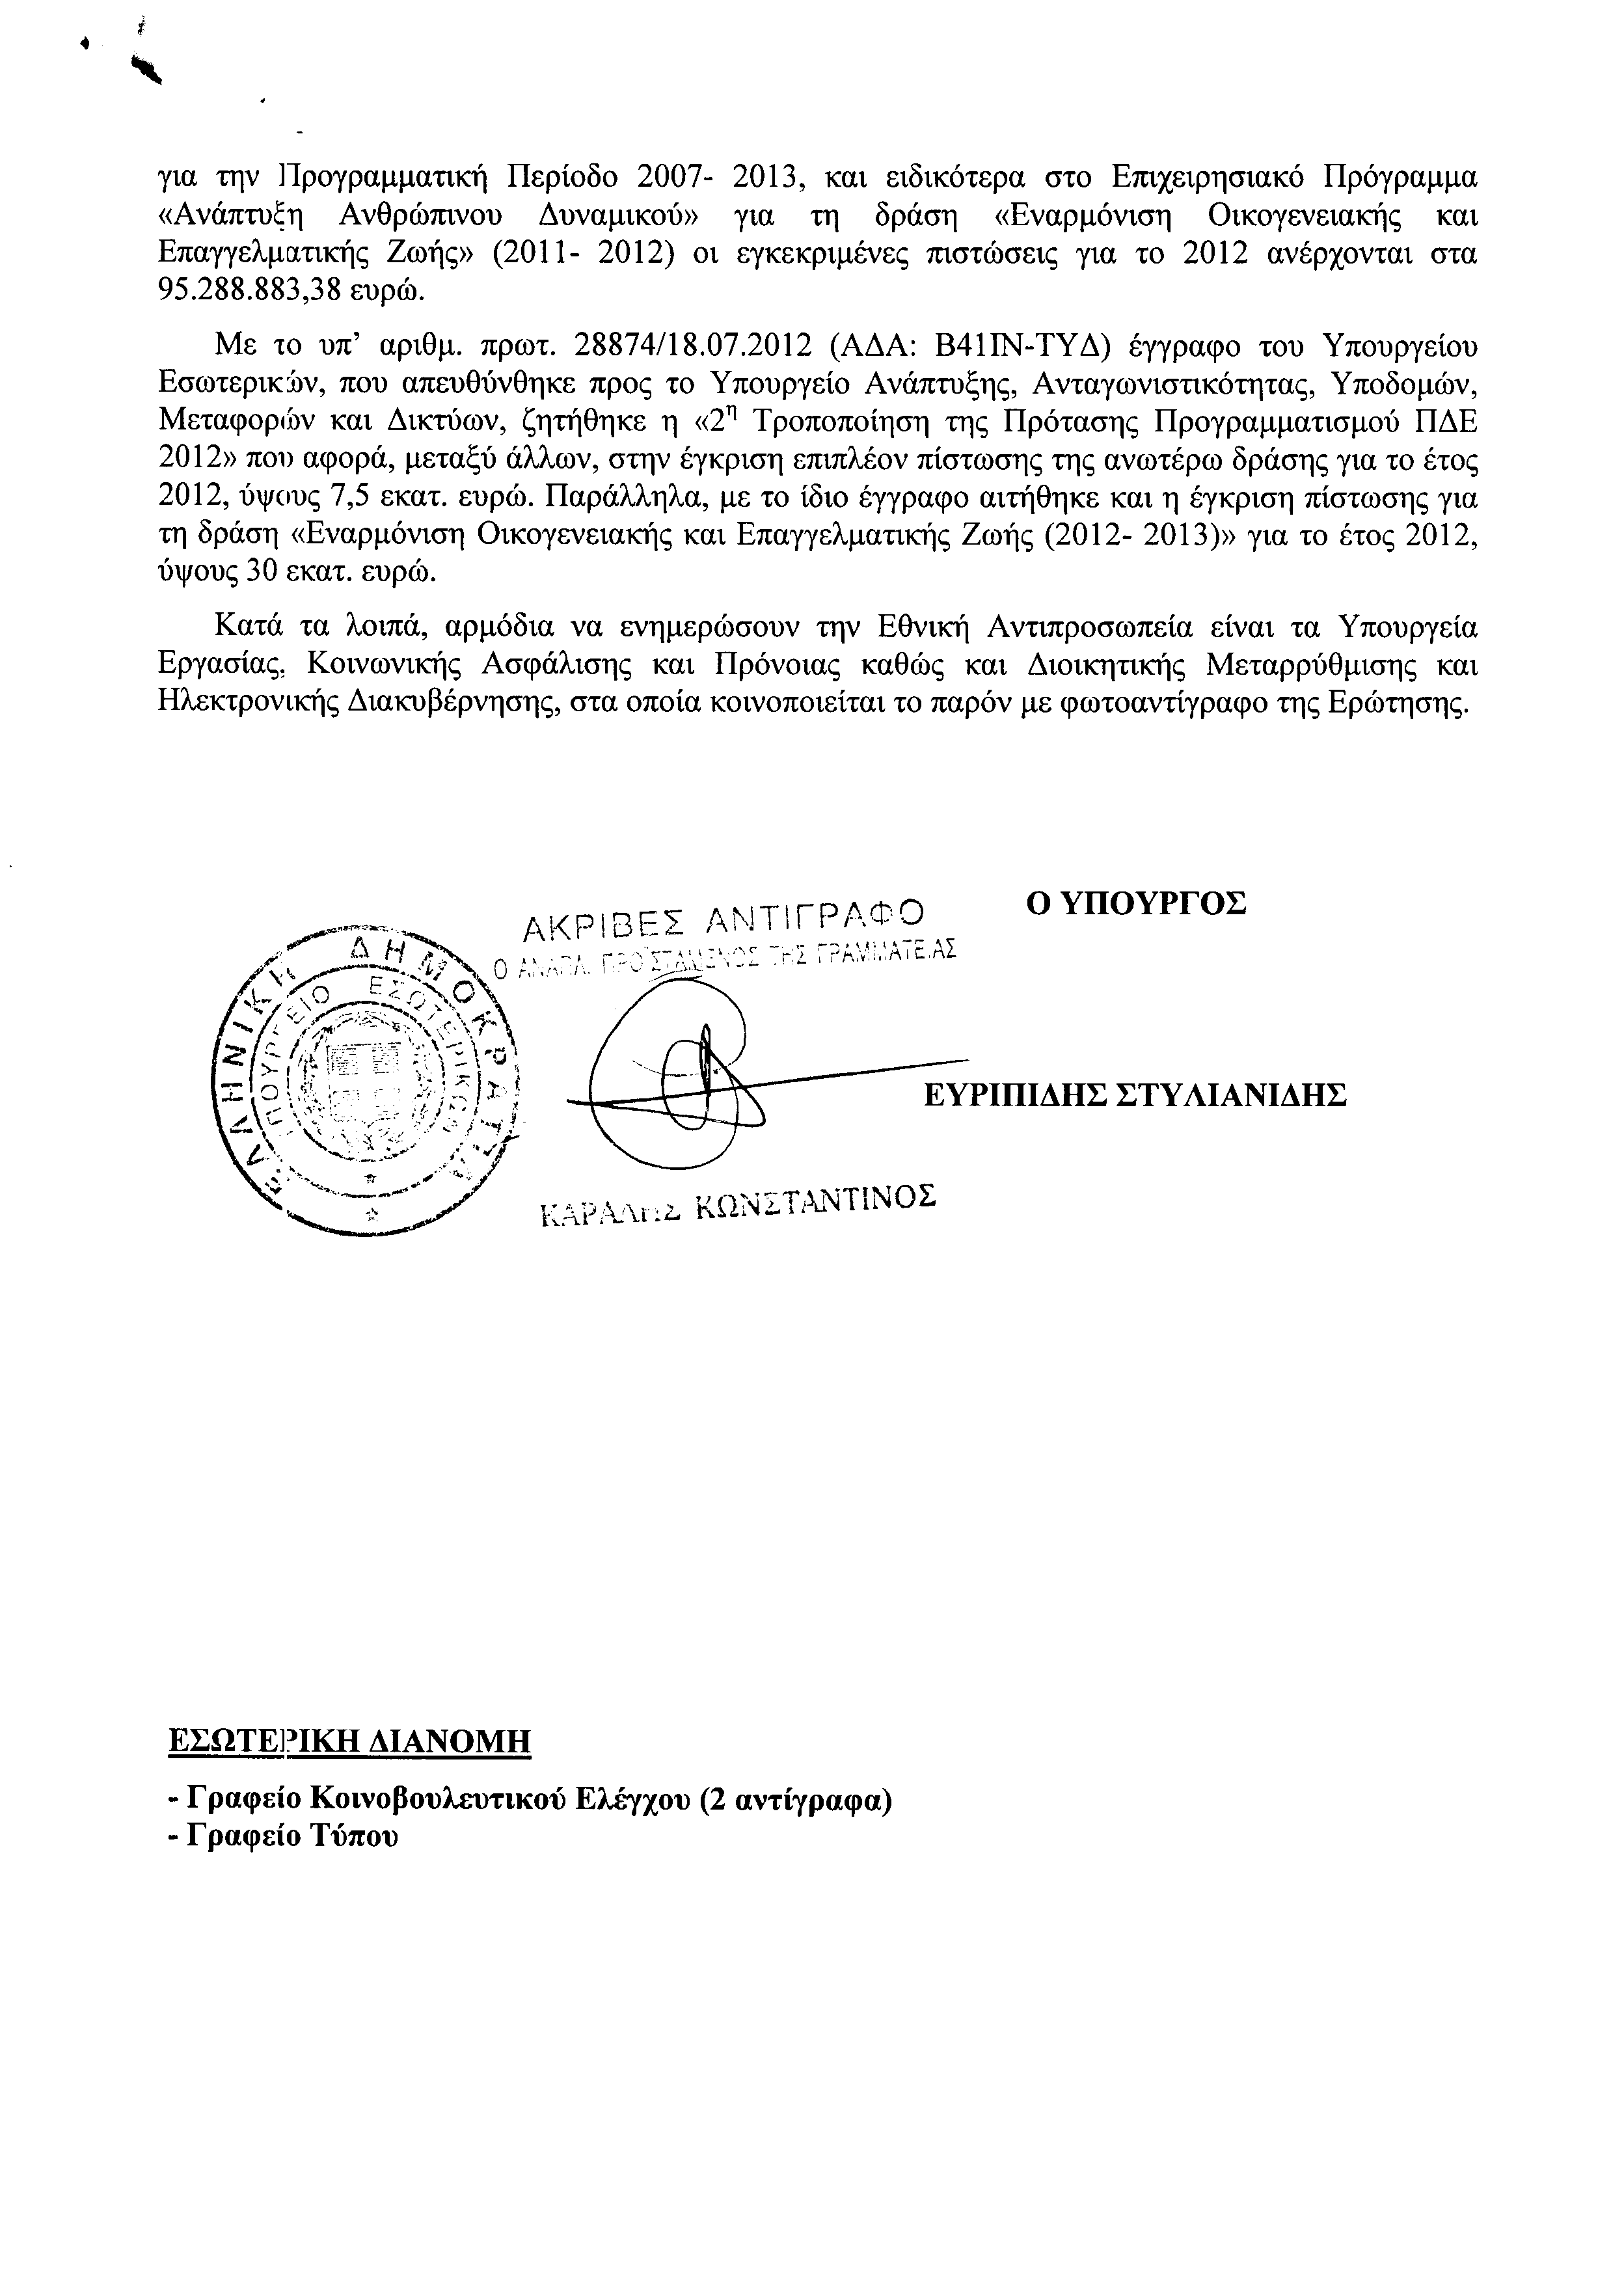 για την Προγραμματική Περίοδο 2007- 2013, και ειδικότερα στο Επιχειρησιακό Πρόγραμμα
«Ανάπτυξη Ανθρώπινου Δυναμικού» για τη δράση «Εναρμόνιση Οικογενειακής και
Επαγγελματικής Ζωής» (2011- 2012) οι εγκεκριμένες πιστώσεις για το 2012 ανέρχονται στα
95.288.883,38 ευρώ.
Με το υπ’ αριθμ. πρωτ. 28874/18.07.2012 (ΑΔΑ: Β41ΙΝ-ΤΥΔ) έγγραφο του Υπουργείου
Εσωτερικών, που απευθύνθηκε προς το Υπουργείο Ανάπτυξης, Ανταγωνιστικότητας, Υποδομών,
Μεταφορών και Δικτύων, ζητήθηκε η «2η Τροποποίηση της Πρότασης Προγραμματισμού ΠΔΕ
2012» που αφορά, μεταξύ άλλων, στην έγκριση επιπλέον πίστωσης της ανωτέρω δράσης για το έτος
2012, ύψους 7,5 εκατ. ευρώ. Παράλληλα, με το ίδιο έγγραφο αιτήθηκε και η έγκριση πίστωσης για
τη δράση «Εναρμόνιση Οικογενειακής και Επαγγελματικής Ζωής (2012- 2013)» για το έτος 2012,
ύψους 30 εκατ. ευρώ.
Κατά τα λοιπά, αρμόδια να ενημερώσουν την Εθνική Αντιπροσωπεία είναι τα Υπουργεία
Εργασίας, Κοινωνικής Ασφάλισης και Πρόνοιας καθώς και Διοικητικής Μεταρρύθμισης και
Ηλεκτρονικής Διακυβέρνησης, στα οποία κοινοποιείται το παρόν με φωτοαντίγραφο της Ερώτησης.
Ο ΥΠΟΥΡΓΟΣ
ΑΚΡΙΒΕΣ ΑΝΤΙΓΡΑΦΟ
Ο ΑΝΑΠΛ. ΠΡΟΪΣΤΑΜΕΝΟΣ ΤΗΣ ΓΡΑΜΜΑΤΕΙΑΣ
ΕΛΛΗΝΙΚΗ ΔΗΜΟΚΡΑΤΙΑ
ΥΠΟΥΡΓΕΙΟ ΕΣΩΤΕΡΙΚΩΝ
ΕΥΡΙΠΙΔΗΣ ΣΤΥΛΙΑΝΙΔΗΣ
ΚΩΝΣΤΑΝΤΙΝΟΣ
ΕΣΩΤΕΡΙΚΗ ΔΙΑΝΟΜΗ
- Γραφείο Κοινοβουλευτικού Ελέγχου (2 αντίγραφα)
- Γραφείο Τύπου